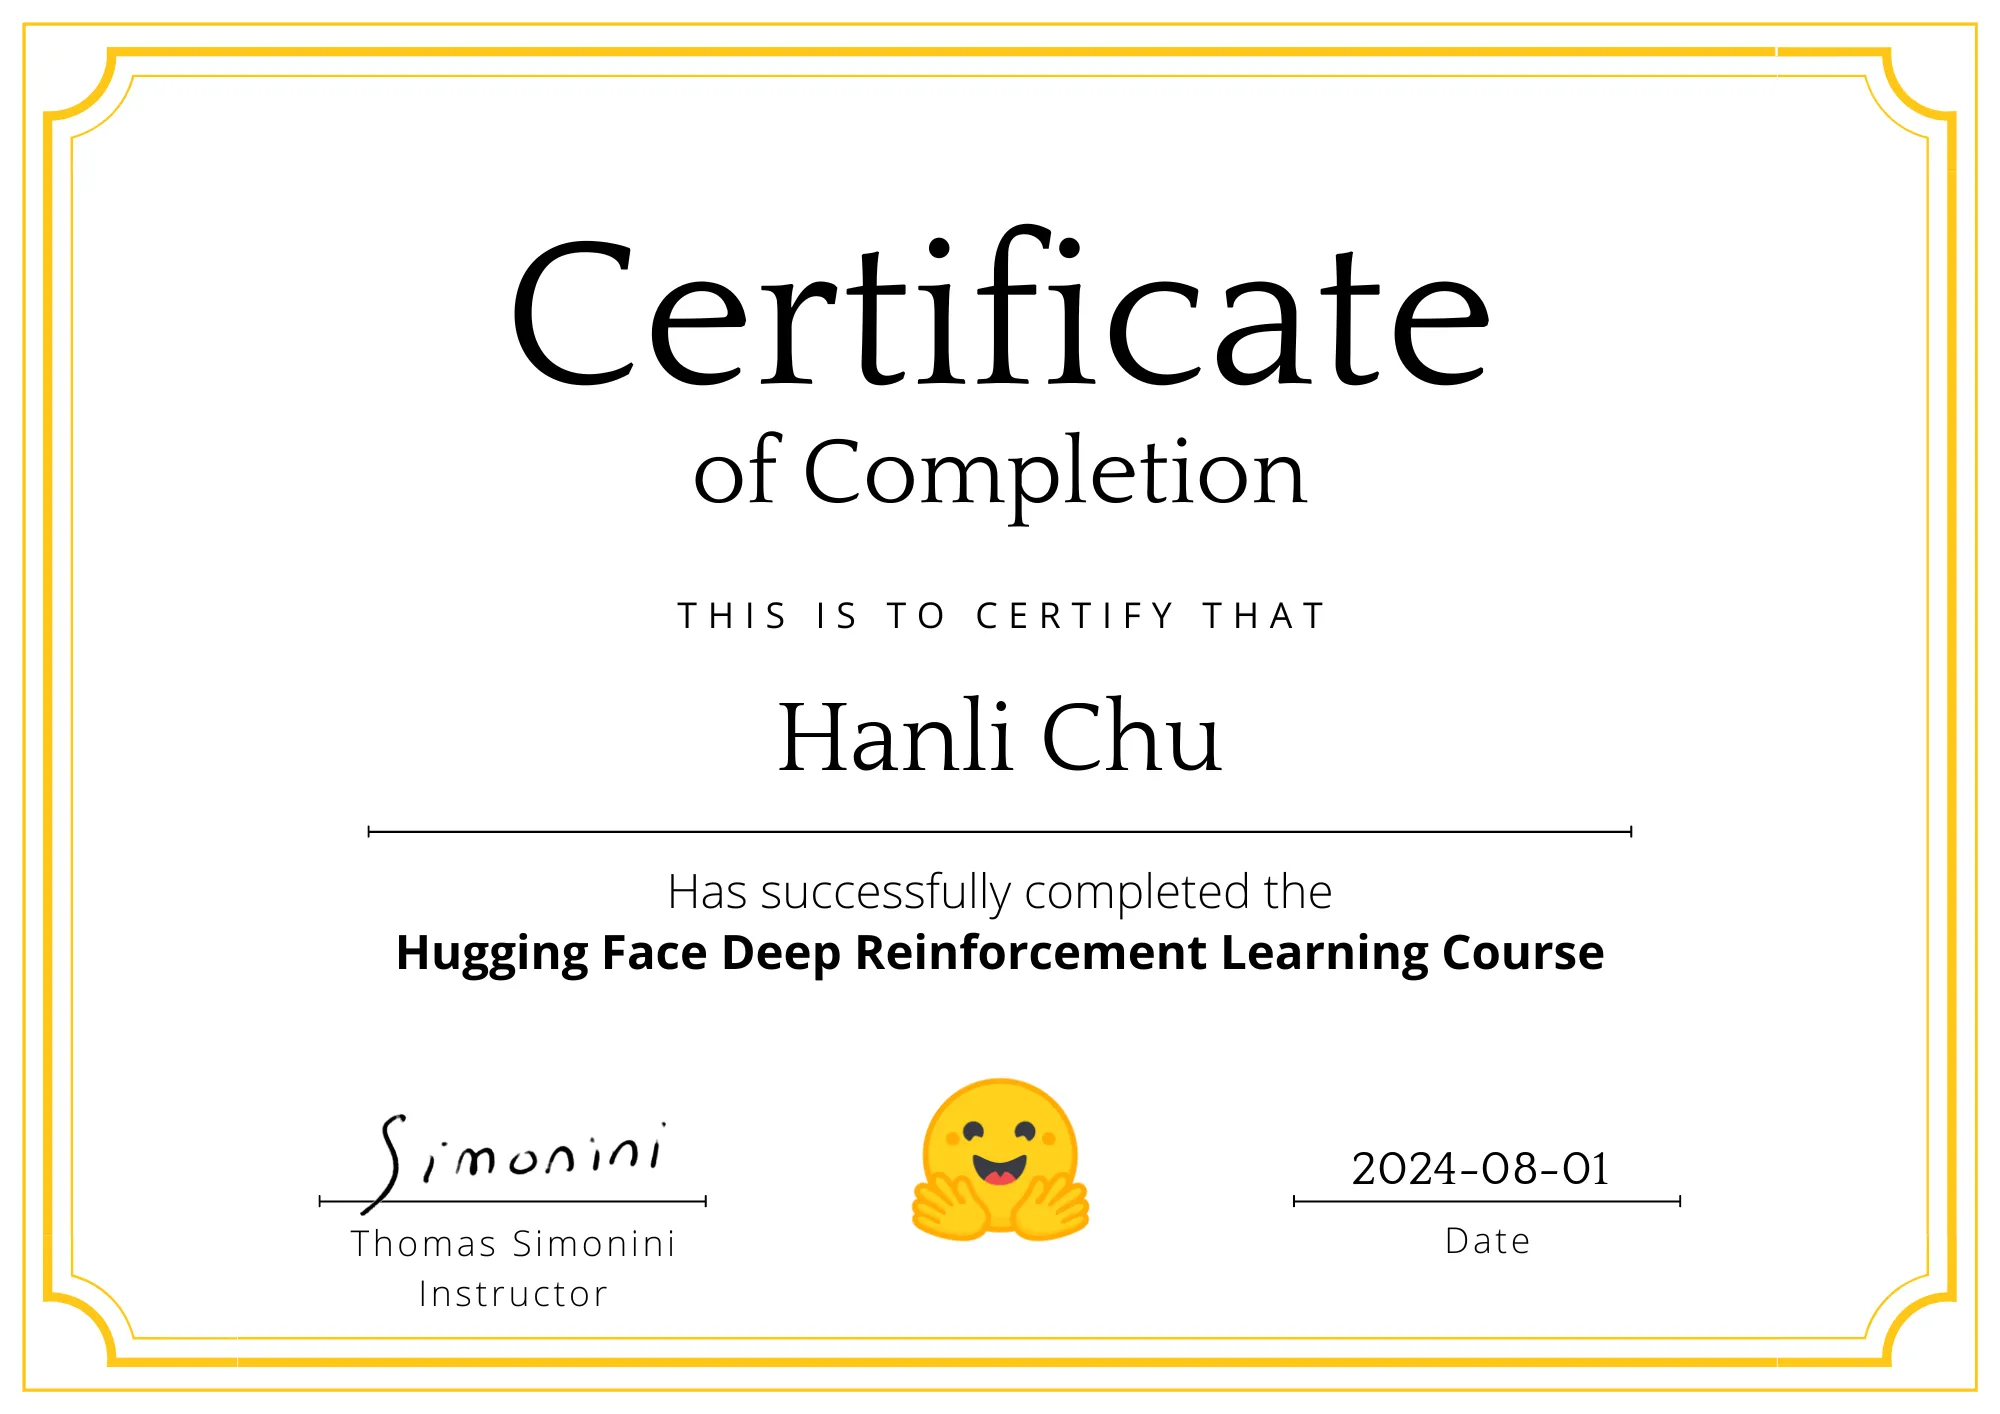 Certificate
of Completion
THIS IS TO CERTIFY THAT
Hanli Chu
Has successfully completed the
Hugging Face Deep Reinforcement Learning Course
Simonini
Thomas Simonini
Instructor
2024-08-01
Date